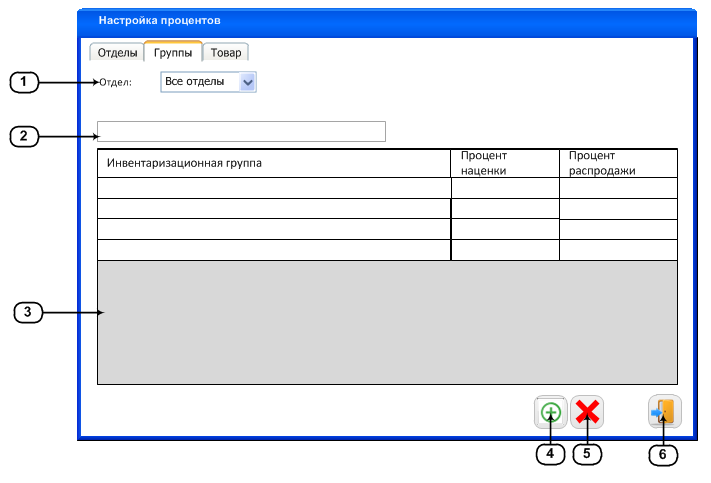 Настройка процентов
Отделы Группы Товар
1 Отдел: Все отделы
2
Инвентаризационная группа Процент наценки Процент распродажи
3
4 5 6